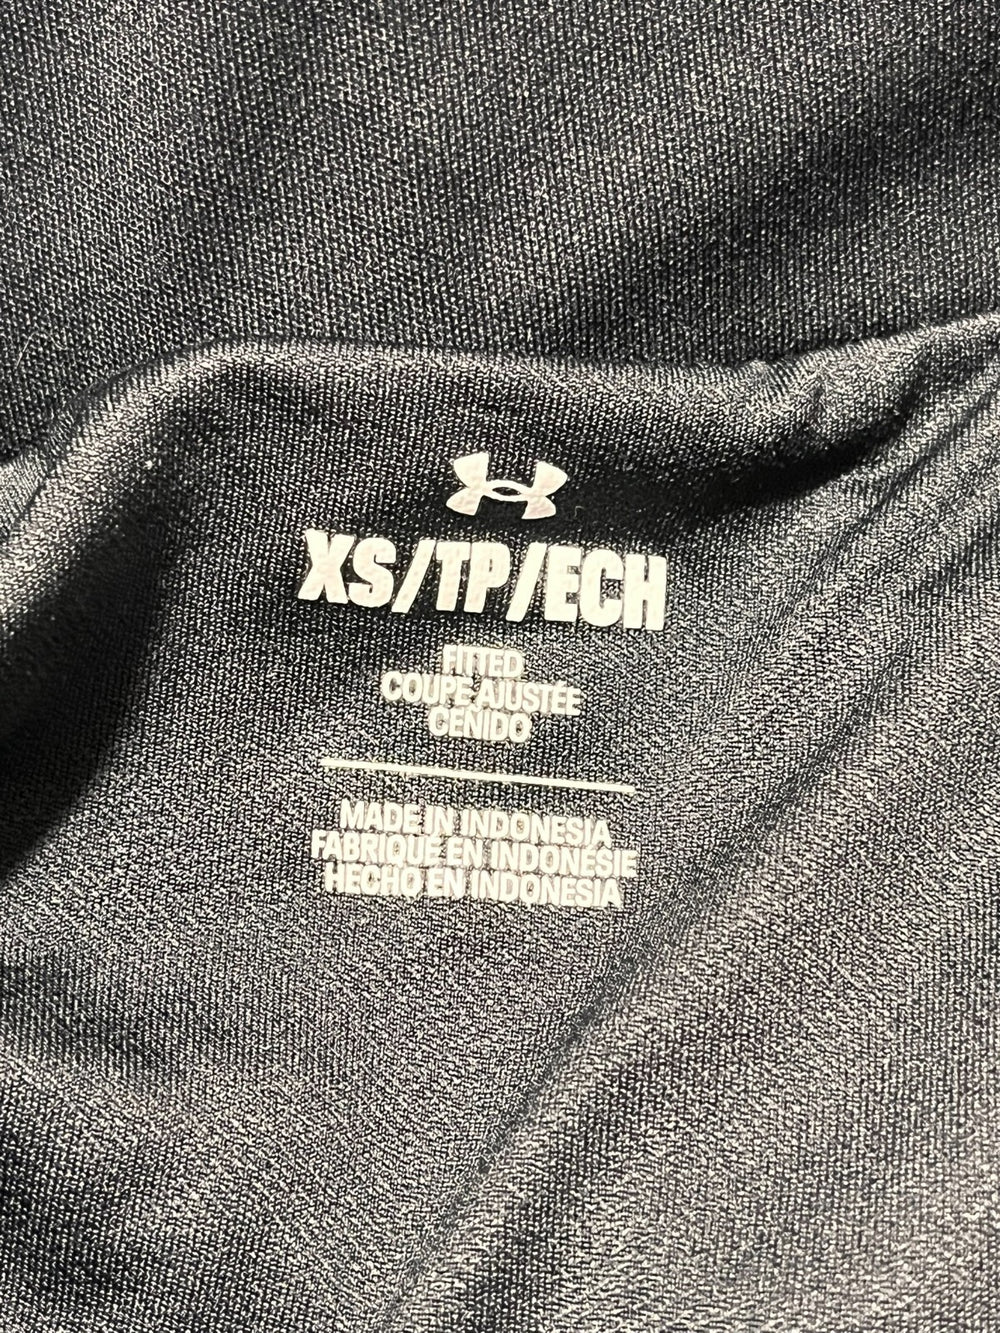 XS/TP/ECH
FITTED
COUPE AJUSTÉE
CEÑIDO
MADE IN INDONESIA
FABRIQUÉ EN INDONÉSIE
HECHO EN INDONESIA